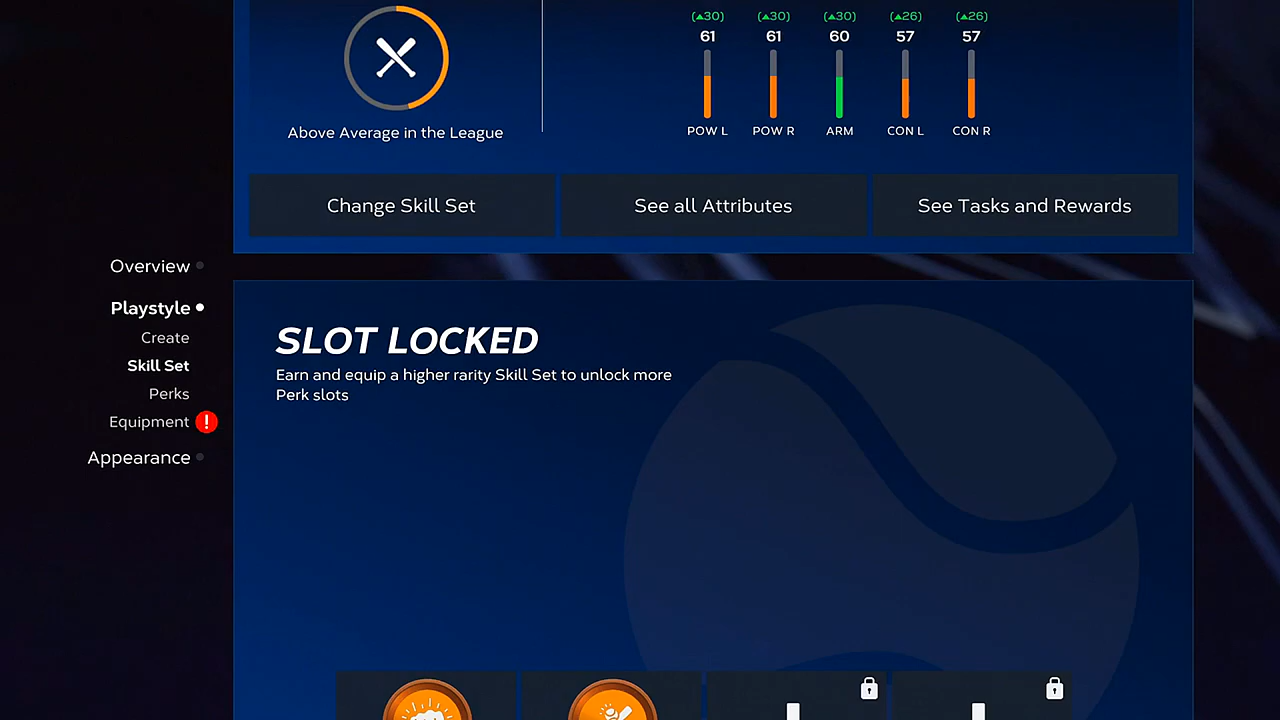 (▲30) (▲30) (▲30) (▲26) (▲26)
61 61 60 57 57
POW L POW R ARM CON L CON R
Above Average in the League
Change Skill Set See all Attributes See Tasks and Rewards
Overview
Playstyle
Create
Skill Set
Perks
Equipment !
Appearance
SLOT LOCKED
Earn and equip a higher rarity Skill Set to unlock more
Perk slots